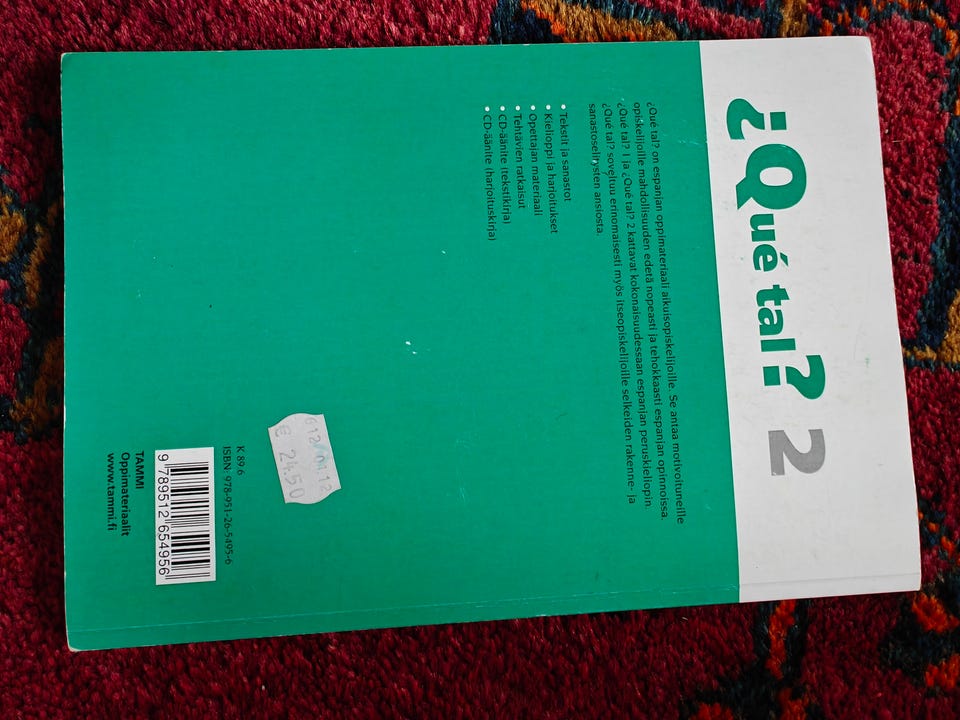 ¿Qué tal? 2
¿Qué tal? on espanjan oppimateriaali aikuisopiskelijoille. Se antaa motivoituneille
opiskelijoille mahdollisuuden edetä nopeasti ja tehokkaasti espanjan opinnoissa.
¿Qué tal? 1 ja ¿Qué tal? 2 kattavat kokonaisuudessaan espanjan peruskieliopin.
¿Qué tal? soveltuu erinomaisesti myös itseopiskelijoille selkeiden rakenne- ja
sanastoselitysten ansiosta.
• Tekstit ja sanastot
• Kielioppi ja harjoitukset
• Opettajan materiaali
• Tehtävien ratkaisut
• CD-äänite (tekstikirja)
• CD-äänite (harjoituskirja)
€ 24.50
K 89.6
ISBN: 978-951-26-5495-6
9 789512 654956
TAMMI
Oppimateriaalit
www.tammi.fi